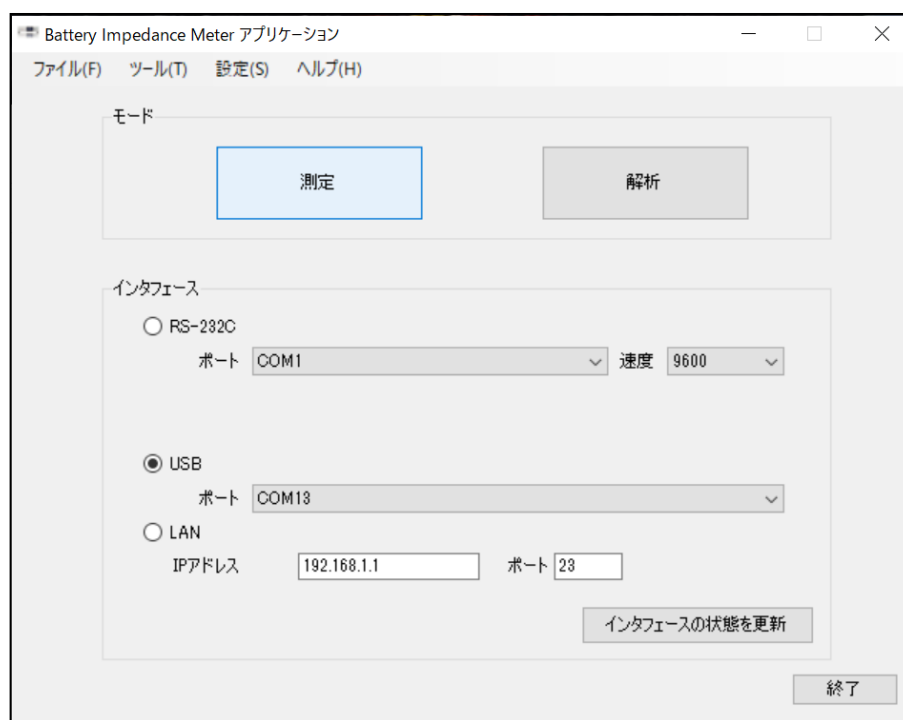 Battery Impedance Meter アプリケーション
ファイル(F) ツール(T) 設定(S) ヘルプ(H)
モード
測定 解析
インタフェース
RS-232C
ポート COM1 速度 9600
USB
ポート COM13
LAN
IPアドレス 192.168.1.1 ポート 23
インタフェースの状態を更新
終了